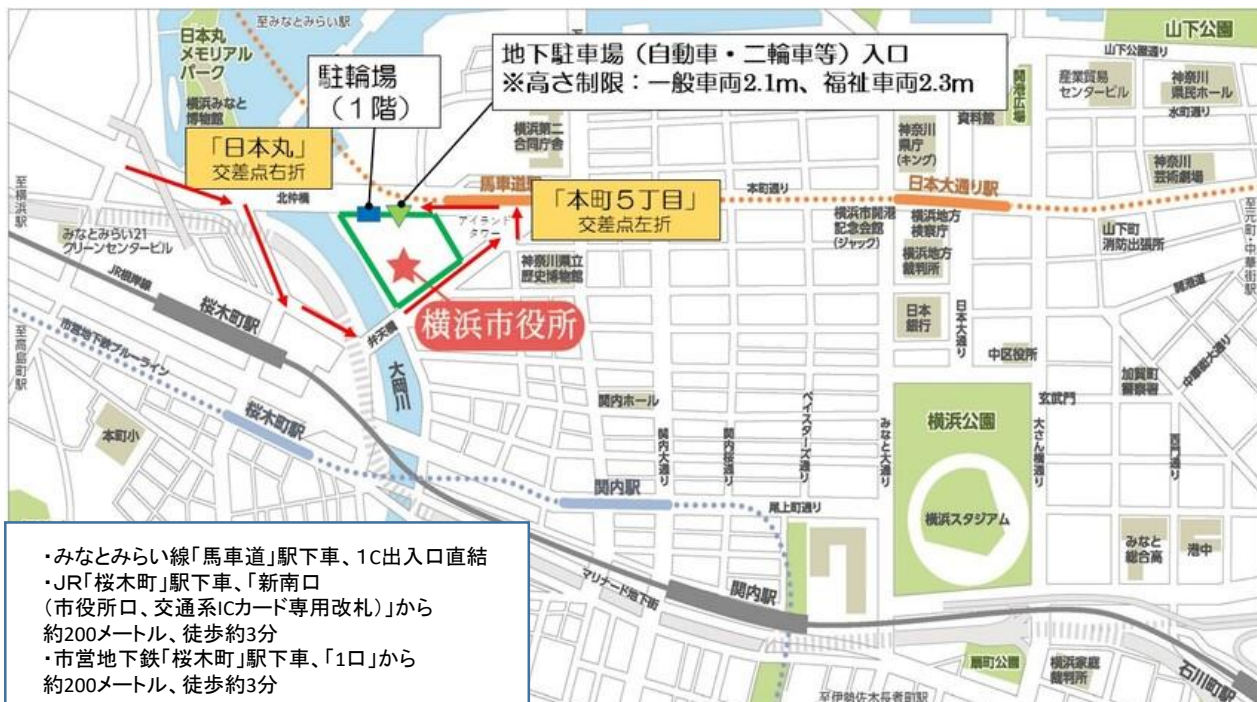 至みなとみらい駅
山下公園
日本丸
メモリアル
パーク
地下駐車場（自動車・二輪車等）入口
※高さ制限：一般車両2.1m、福祉車両2.3m
山下公園通り
駐輪場
（1階）
開港広場
産業貿易
センタービル
神奈川
県民ホール
横浜みなと
博物館
資料館
水町通り
「日本丸」
交差点右折
横浜第二
合同庁舎
神奈川
県庁
(キング)
神奈川
芸術劇場
至横浜駅
北仲橋
馬車道
「本町５丁目」
交差点左折
本町通り
日本大通り駅
アイランド
タワー
みなとみらい21
グリーンセンタービル
横浜市開港
記念会館
(ジャック)
横浜地方
検察庁
山下町
消防出張所
至元町・中華街駅
神奈川県立
歴史博物館
横浜地方
裁判所
JR根岸線
桜木町駅
開港道
横浜市役所
弁天橋
日本
銀行
日本大通り
市営地下鉄ブルーライン
至高島町駅
大岡川
中区役所
加賀町
警察署
中華街大通り
関内ホール
玄武門
桜木町駅
本町小
関内大通り
関内桜通り
ベイスターズ通り
みなと大通り
横浜公園
大さん橋通り
西門通り
関内駅
尾上町通り
横浜スタジアム
みなと
総合高
港中
・みなとみらい線「馬車道」駅下車、1C出入口直結
・JR「桜木町」駅下車、「新南口
（市役所口、交通系ICカード専用改札）」から
約200メートル、徒歩約3分
・市営地下鉄「桜木町」駅下車、「1口」から
約200メートル、徒歩約3分
マリナード地下街
関内駅
扇町公園
横浜家庭
裁判所
石川町駅
至伊勢佐木長者町駅